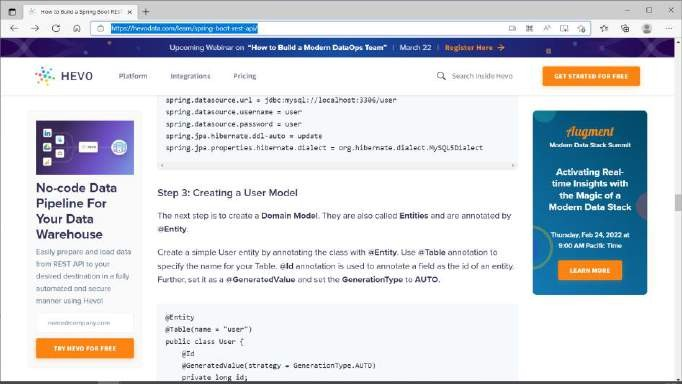 How to Build a Spring Boot REST
https://hevodata.com/learn/spring-boot-rest-api/
Upcoming Webinar on "How to Build a Modern DataOps Team" | March 22 | Register Here →
HEVO
Platform
Integrations
Pricing
Search Inside Hevo
GET STARTED FOR FREE
spring.datasource.url = jdbc:mysql://localhost:3306/user
spring.datasource.username = user
spring.datasource.password = user
spring.jpa.hibernate.ddl-auto = update
spring.jpa.properties.hibernate.dialect = org.hibernate.dialect.MySQL5Dialect
No-code Data
Pipeline For
Your Data
Warehouse
Easily prepare and load data
from REST API to your
desired destination in a fully
automated and secure
manner using Hevo!
TRY HEVO FOR FREE
Step 3: Creating a User Model
The next step is to create a Domain Model. They are also called Entities and are annotated by
@Entity.
Create a simple User entity by annotating the class with @Entity. Use @Table annotation to
specify the name for your Table. @Id annotation is used to annotate a field as the id of an entity.
Further, set it as a @GeneratedValue and set the GenerationType to AUTO.
@Entity
@Table(name = "user")
public class User {
@Id
@GeneratedValue(strategy = GenerationType.AUTO)
private long id;
Augment
Modern Data Stack Summit
Activating Real-
time Insights with
the Magic of a
Modern Data Stack
Thursday, Feb 24, 2022 at
9:00 AM Pacific Time
LEARN MORE